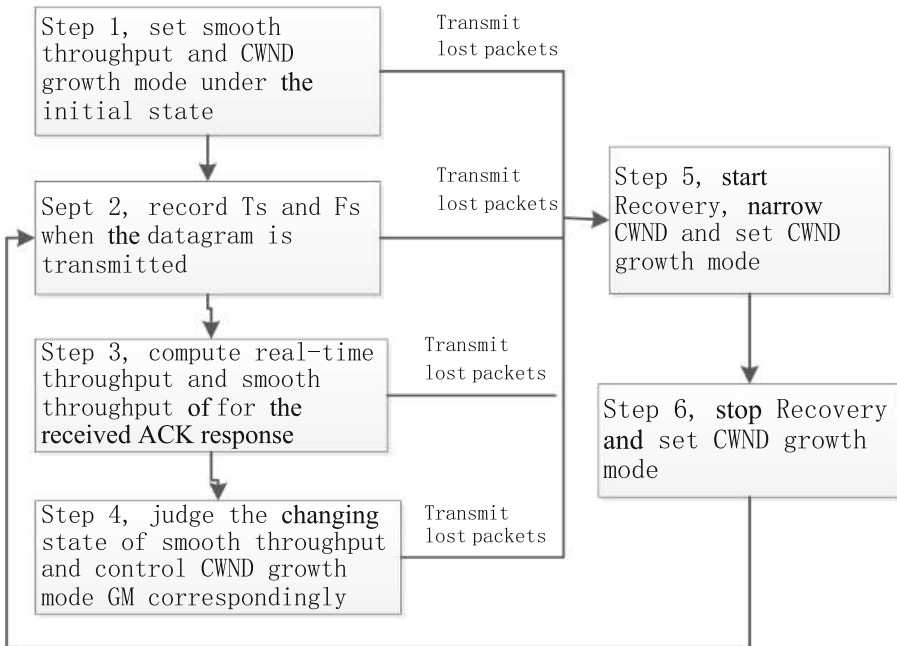 Step 1, set smooth
throughput and CWND
growth mode under the
initial state
Transmit
lost packets
Sept 2, record Ts and Fs
when the datagram is
transmitted
Transmit
lost packets
Step 3, compute real-time
throughput and smooth
throughput of for the
received ACK response
Transmit
lost packets
Step 4, judge the changing
state of smooth throughput
and control CWND growth
mode GM correspondingly
Transmit
lost packets
Step 5, start
Recovery, narrow
CWND and set CWND
growth mode
Step 6, stop Recovery
and set CWND growth
mode